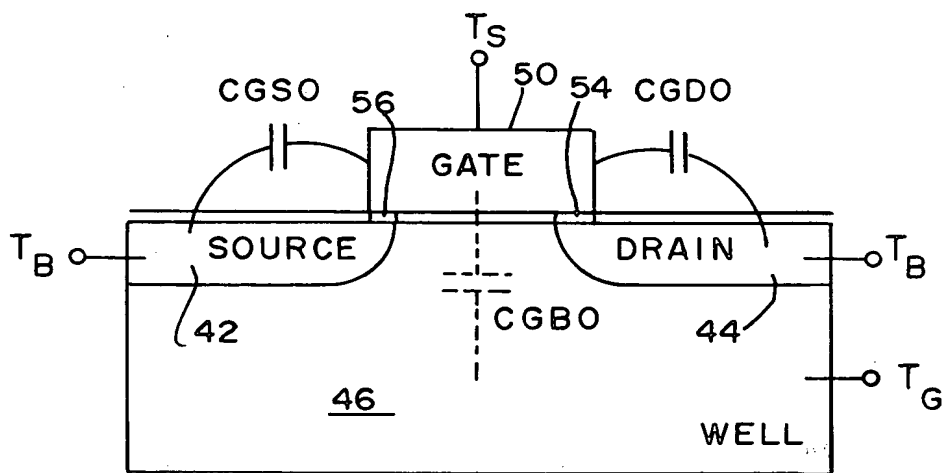 T_S
CGSO
56
50
54
CGDO
GATE
T_B
SOURCE
DRAIN
T_B
42
CGBO
44
46
T_G
WELL